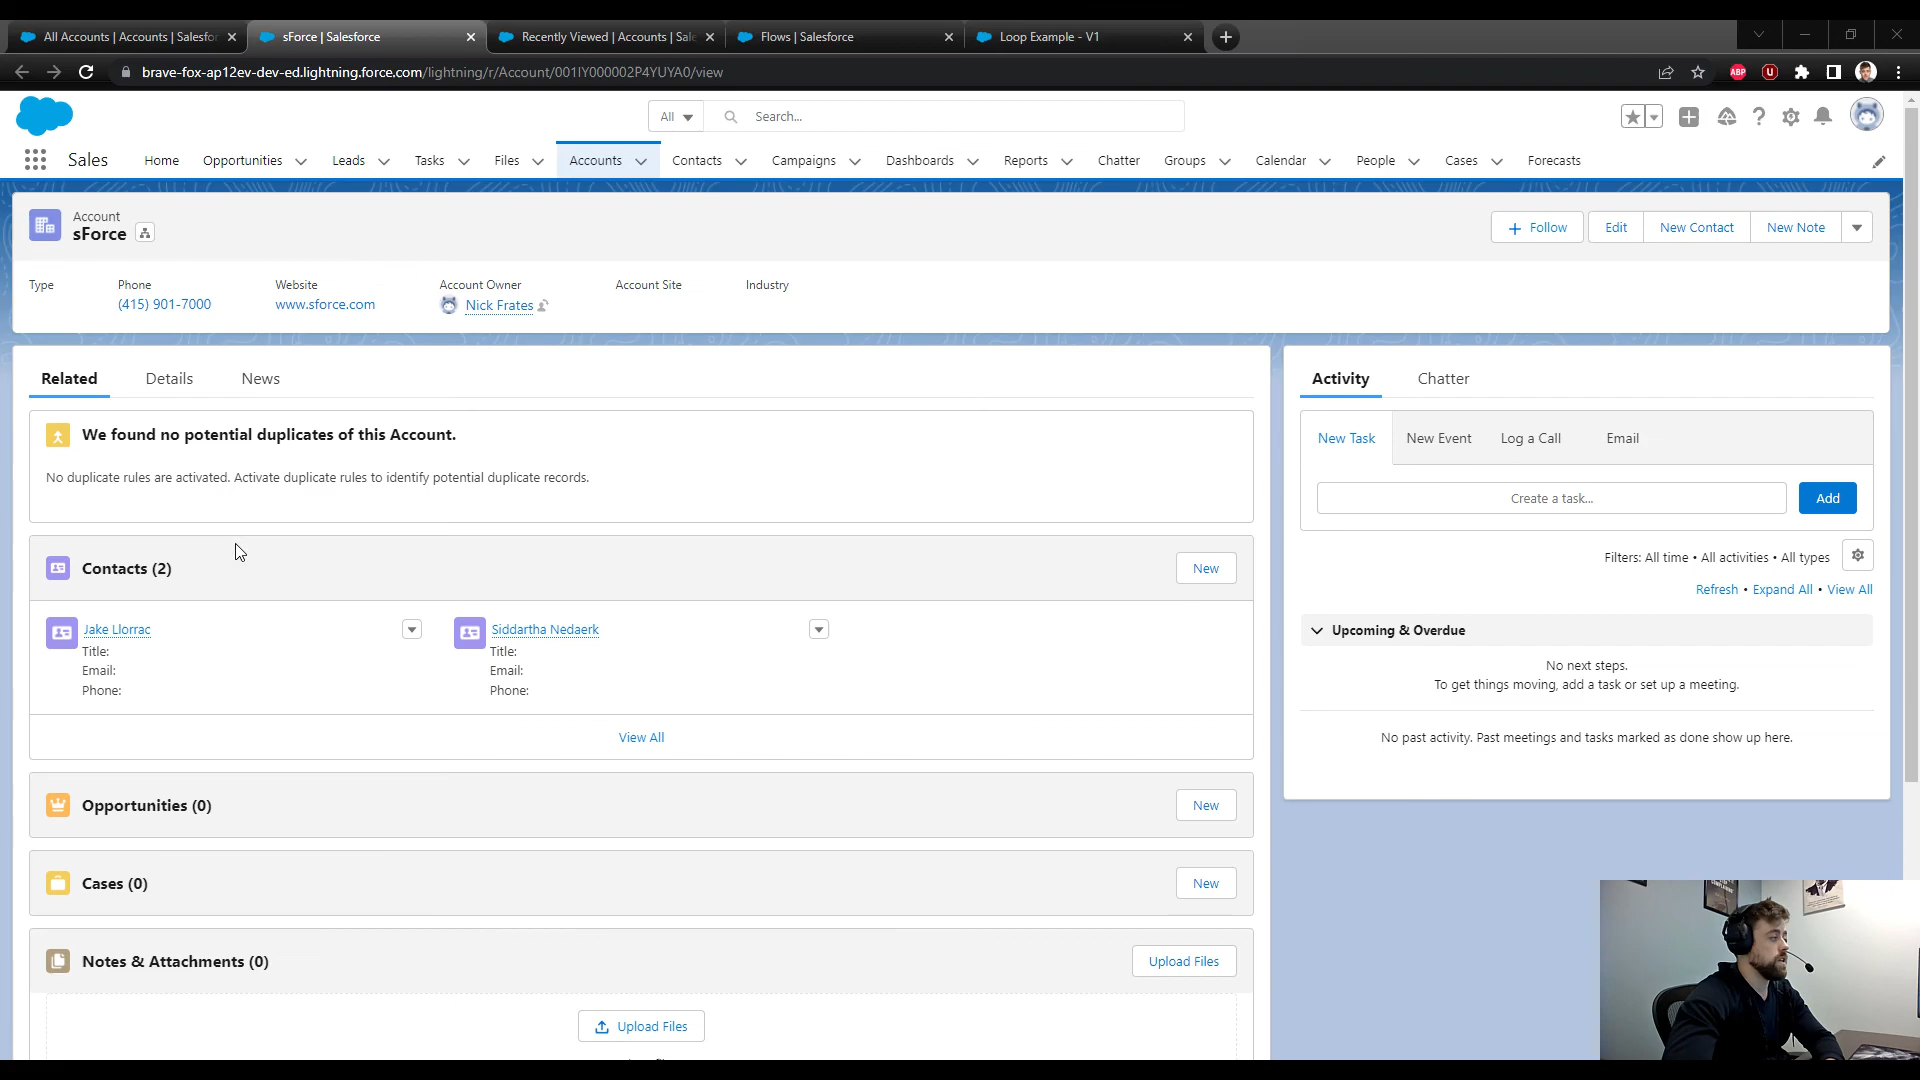 All Accounts | Accounts | Salesfor
sForce | Salesforce
Recently Viewed | Accounts | Sale
Flows | Salesforce
Loop Example - V1
brave-fox-ap12ev-dev-ed.lightning.force.com/lightning/r/Account/001IY000002P4YUYA0/view
ABP
All
Search...
Sales
Home
Opportunities
Leads
Tasks
Files
Accounts
Contacts
Campaigns
Dashboards
Reports
Chatter
Groups
Calendar
People
Cases
Forecasts
Account
sForce
Follow
Edit
New Contact
New Note
Type
Phone
Website
Account Owner
Account Site
Industry
(415) 901-7000
www.sforce.com
Nick Frates
Related
Details
News
Activity
Chatter
We found no potential duplicates of this Account.
No duplicate rules are activated. Activate duplicate rules to identify potential duplicate records.
New Task
New Event
Log a Call
Email
Create a task...
Add
Filters: All time • All activities • All types
Refresh • Expand All • View All
Contacts (2)
New
Jake Llorrac
Title:
Email:
Phone:
Siddartha Nedaerk
Title:
Email:
Phone:
View All
Upcoming & Overdue
No next steps.
To get things moving, add a task or set up a meeting.
No past activity. Past meetings and tasks marked as done show up here.
Opportunities (0)
New
Cases (0)
New
Notes & Attachments (0)
Upload Files
Upload Files